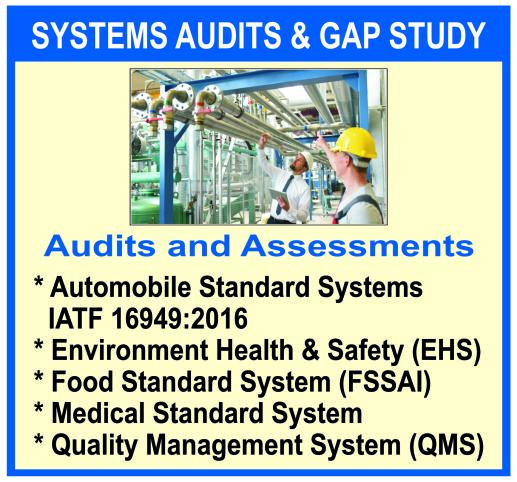 SYSTEMS AUDITS & GAP STUDY
Audits and Assessments
* Automobile Standard Systems
IATF 16949:2016
* Environment Health & Safety (EHS)
* Food Standard System (FSSAI)
* Medical Standard System
* Quality Management System (QMS)